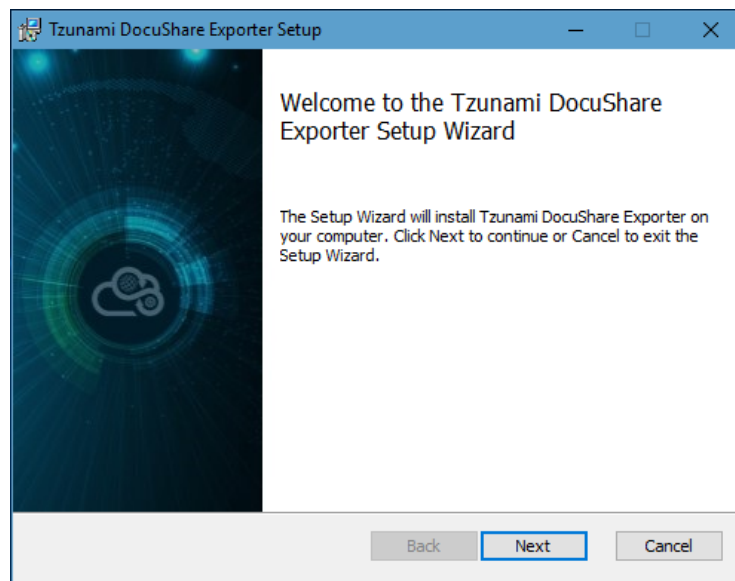 Tzunami DocuShare Exporter Setup
Welcome to the Tzunami DocuShare
Exporter Setup Wizard
The Setup Wizard will install Tzunami DocuShare Exporter on
your computer. Click Next to continue or Cancel to exit the
Setup Wizard.
Back Next Cancel